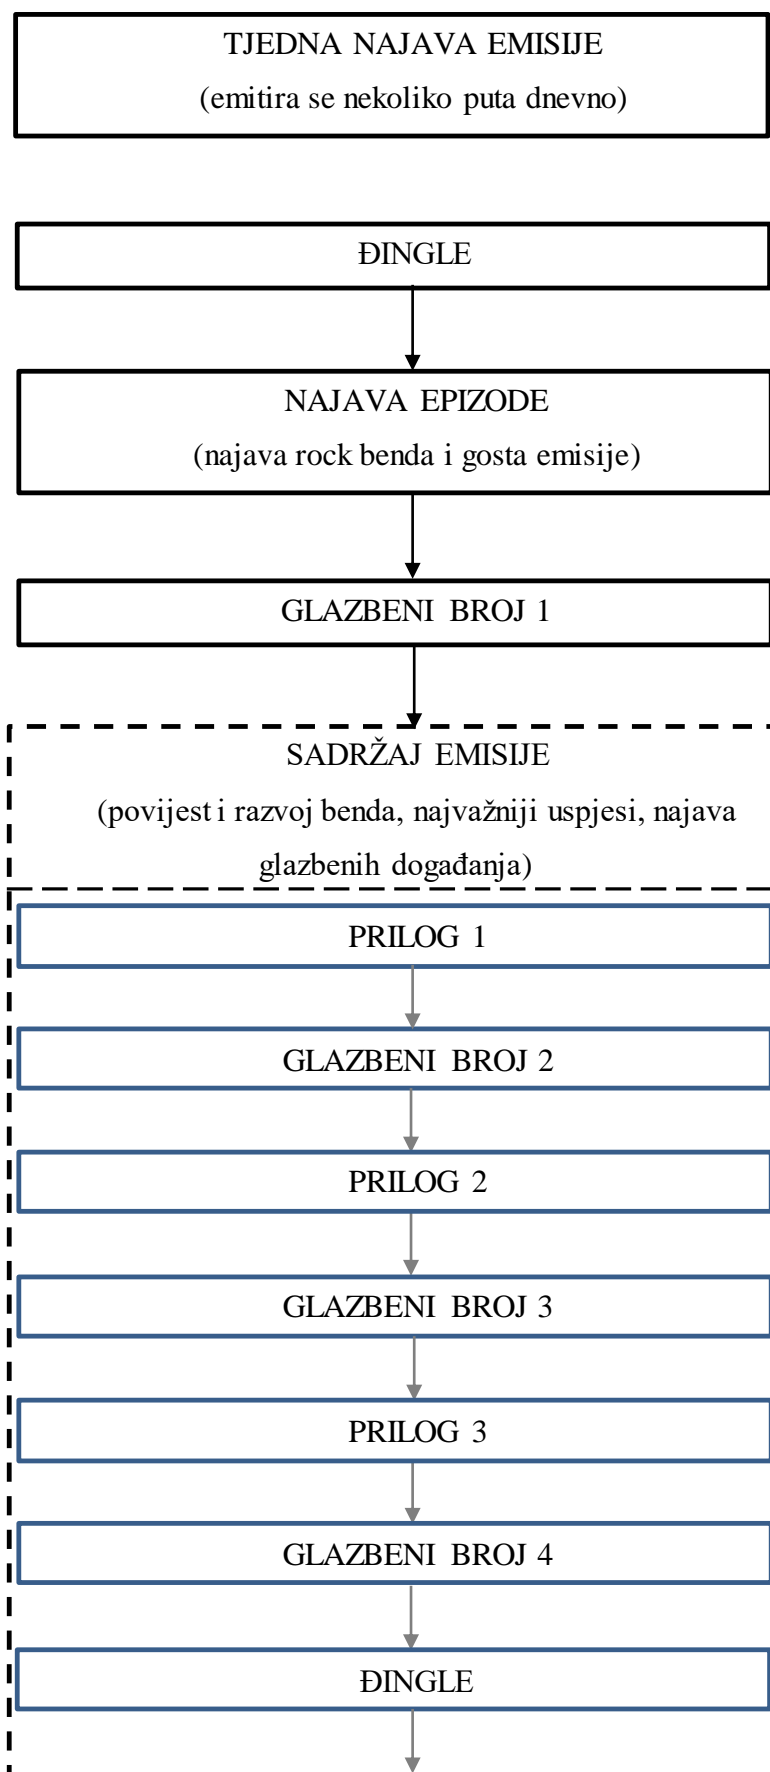 TJEDNA NAJAVA EMISIJE
(emitira se nekoliko puta dnevno)
ĐINGLE
NAJAVA EPIZODE
(najava rock benda i gosta emisije)
GLAZBENI BROJ 1
SADRŽAJ EMISIJE
(povijest i razvoj benda, najvažniji uspjesi, najava
glazbenih događanja)
PRILOG 1
GLAZBENI BROJ 2
PRILOG 2
GLAZBENI BROJ 3
PRILOG 3
GLAZBENI BROJ 4
ĐINGLE